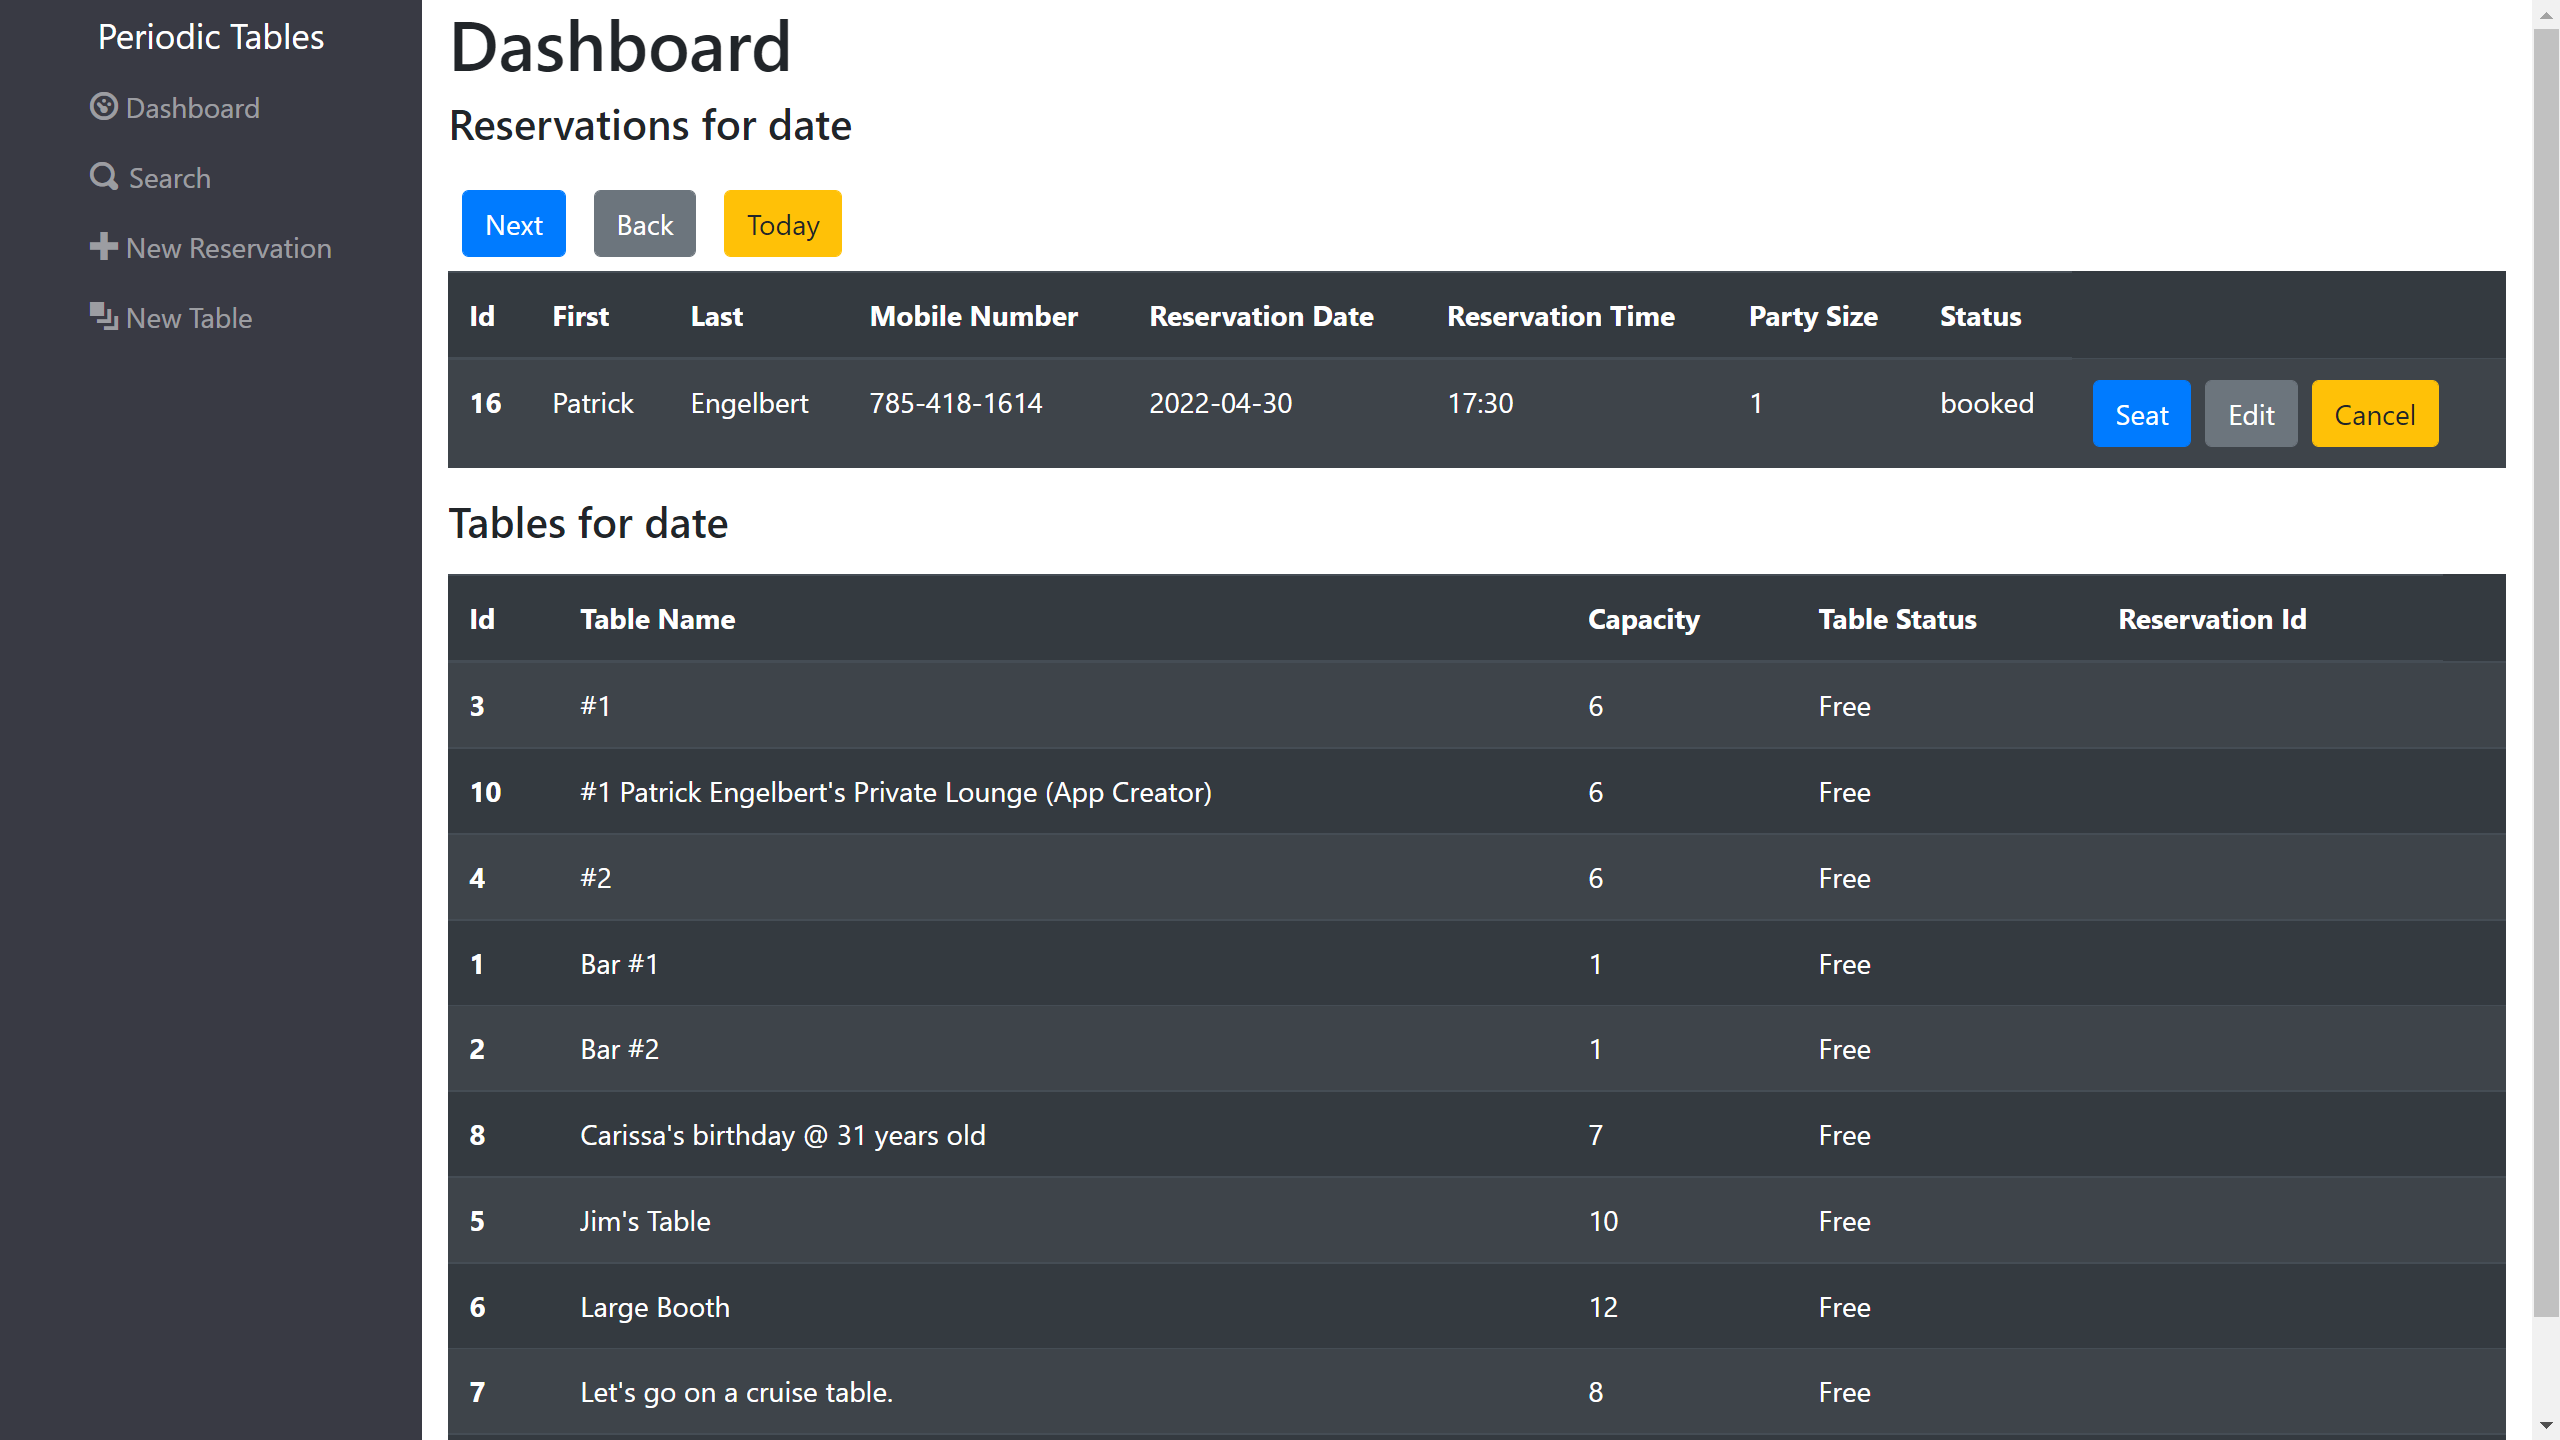 Periodic Tables
Dashboard
Search
New Reservation
New Table
Dashboard
Reservations for date
Next Back Today
Id First Last Mobile Number Reservation Date Reservation Time Party Size Status
16 Patrick Engelbert 785-418-1614 2022-04-30 17:30 1 booked Seat Edit Cancel
Tables for date
Id Table Name Capacity Table Status Reservation Id
3 #1 6 Free
10 #1 Patrick Engelbert's Private Lounge (App Creator) 6 Free
4 #2 6 Free
1 Bar #1 1 Free
2 Bar #2 1 Free
8 Carissa's birthday @ 31 years old 7 Free
5 Jim's Table 10 Free
6 Large Booth 12 Free
7 Let's go on a cruise table. 8 Free